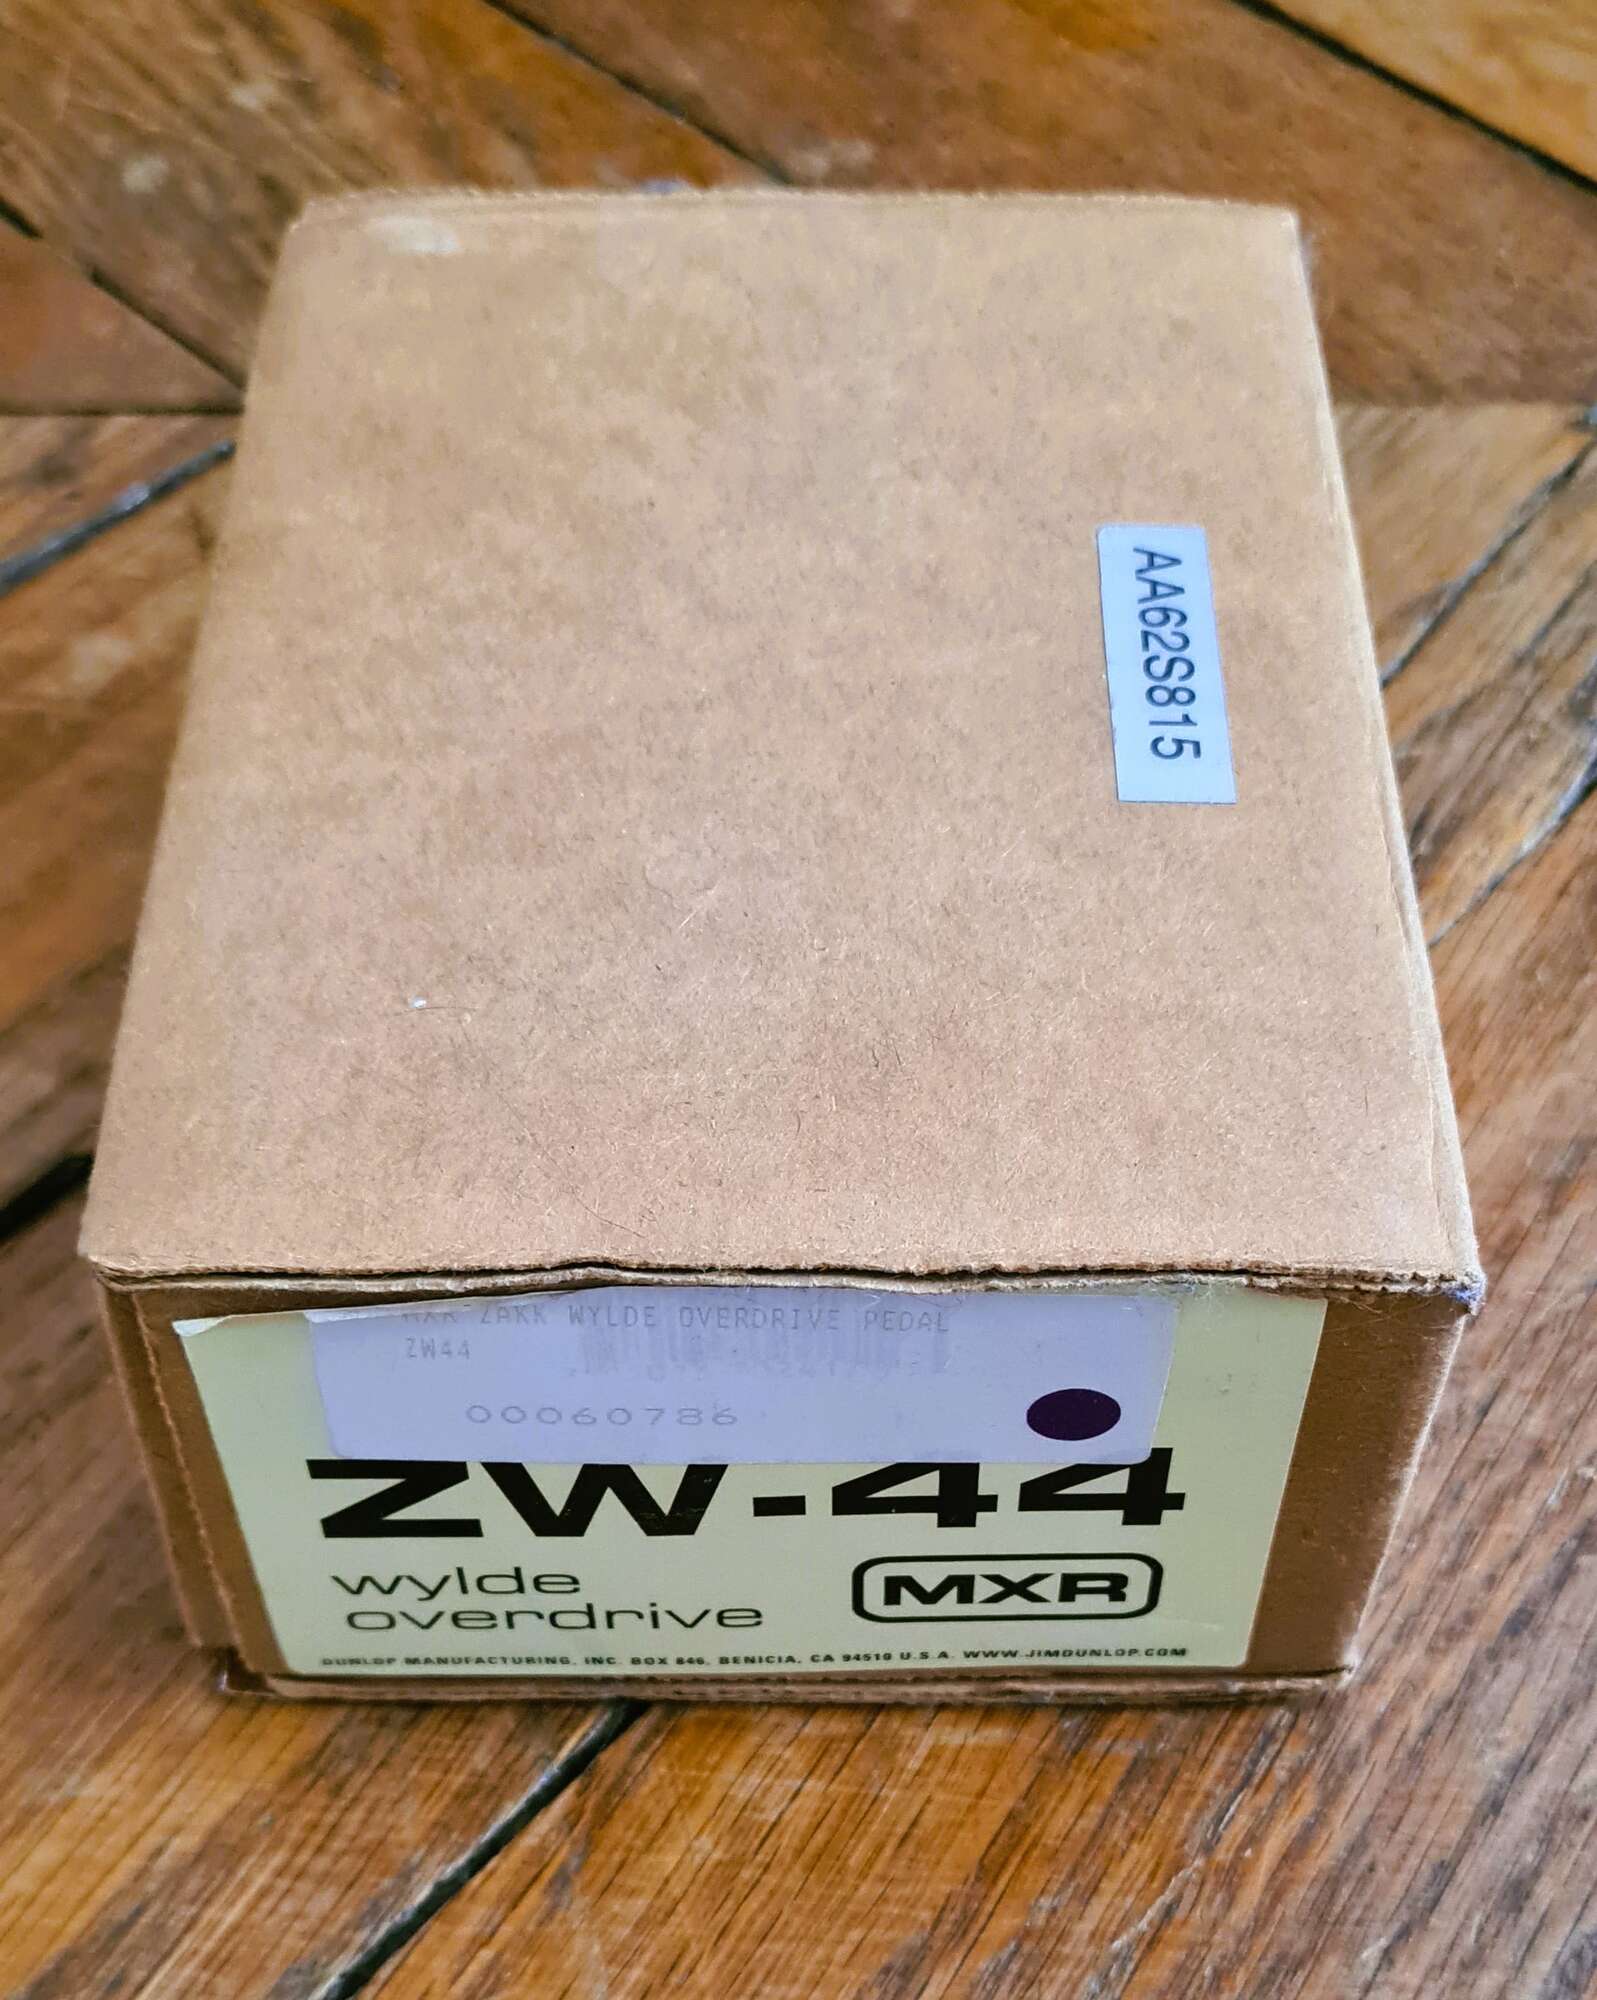 AA62S815
MXR ZAKK WYLDE OVERDRIVE PEDAL
ZW44
00060786
ZW-44
wylde
overdrive
MXR
DUNLOP MANUFACTURING, INC. BOX 846, BENICIA, CA 94510 U.S.A. WWW.JIMDUNLOP.COM